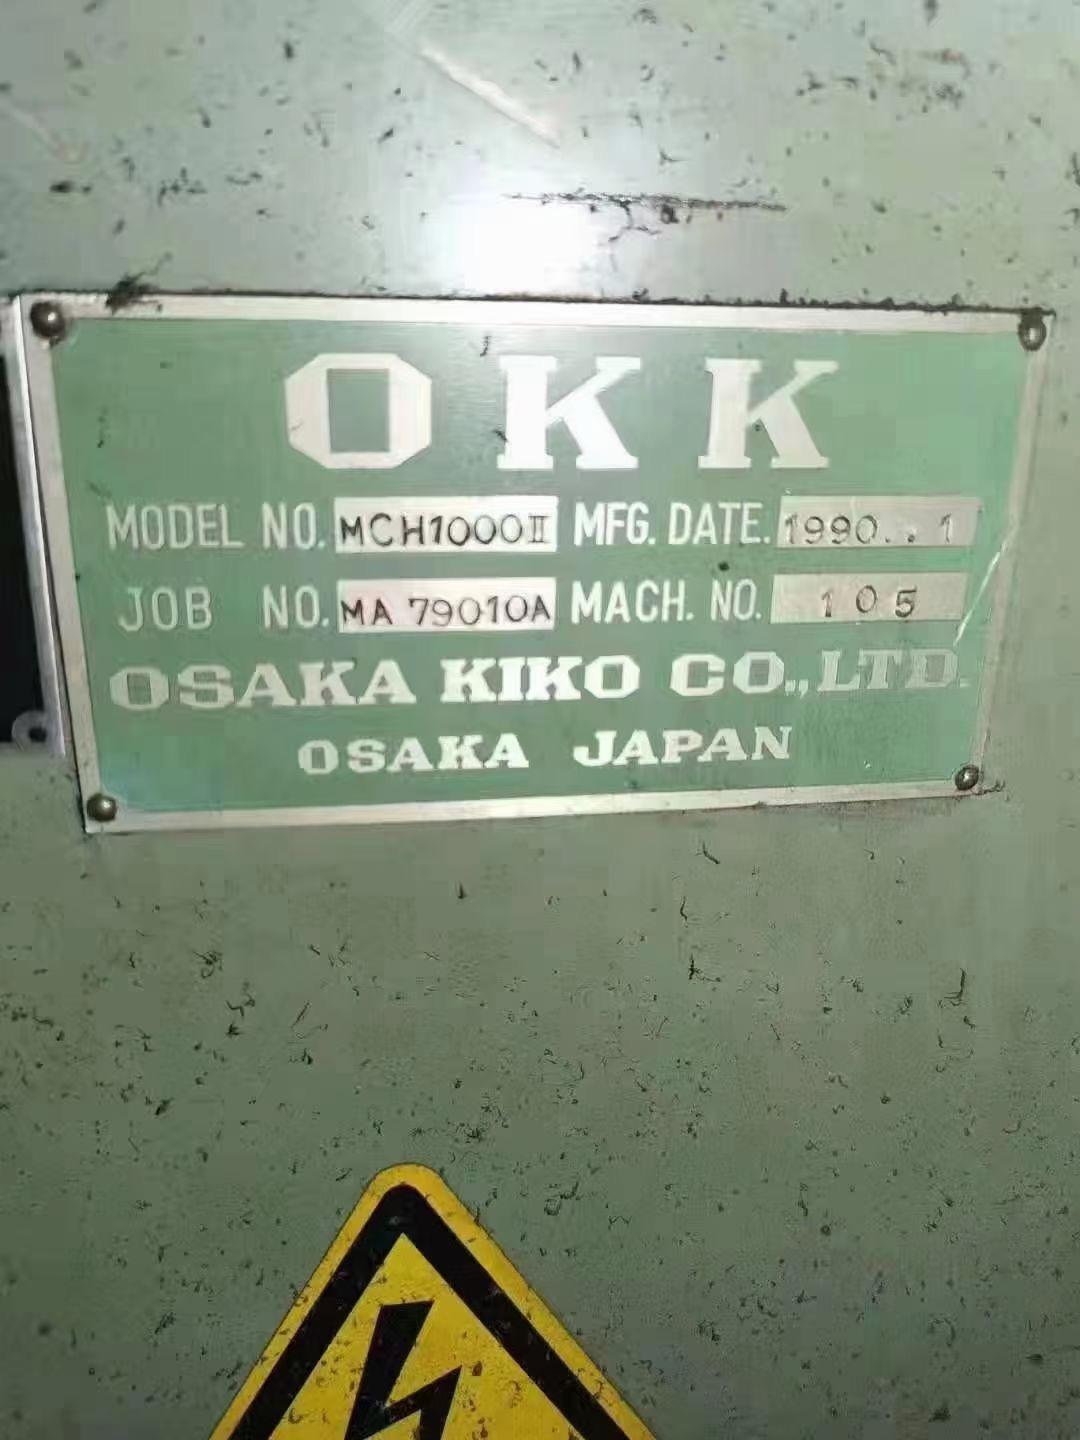 OKK
MODEL NO. MCH1000II MFG. DATE. 1990..1
JOB NO. MA 79010A MACH. NO. 105
OSAKA KIKO CO., LTD.
OSAKA JAPAN